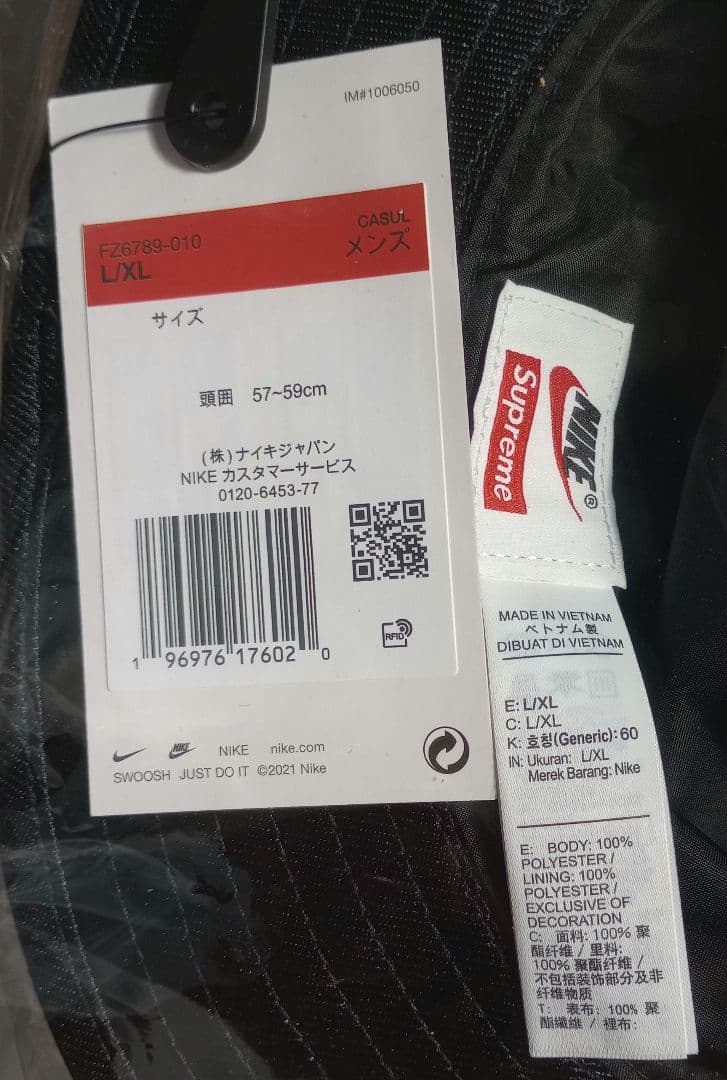 IM#1006050
FZ6789-010
CASUL
L/XL
メンズ
サイズ
頭囲 57~59cm
(株)ナイキジャパン
NIKE カスタマーサービス
0120-6453-77
RFID
1 96976 17602 0
NIKE nike.com
SWOOSH JUST DO IT ©2021 Nike
NIKE®
Supreme
MADE IN VIETNAM
ベトナム製
DIBUAT DI VIETNAM
E: L/XL
C: L/XL
K: 호칭(Generic): 60
IN: Ukuran: L/XL
Merek Barang: Nike
E: BODY: 100%
POLYESTER /
LINING: 100%
POLYESTER /
EXCLUSIVE OF
DECORATION
C: 面料: 100% 聚
酯纤维 / 里料:
100% 聚酯纤维 /
不包括装饰部分及非
纤维物质
T: 表布: 100% 聚
酯纖維 / 裡布: